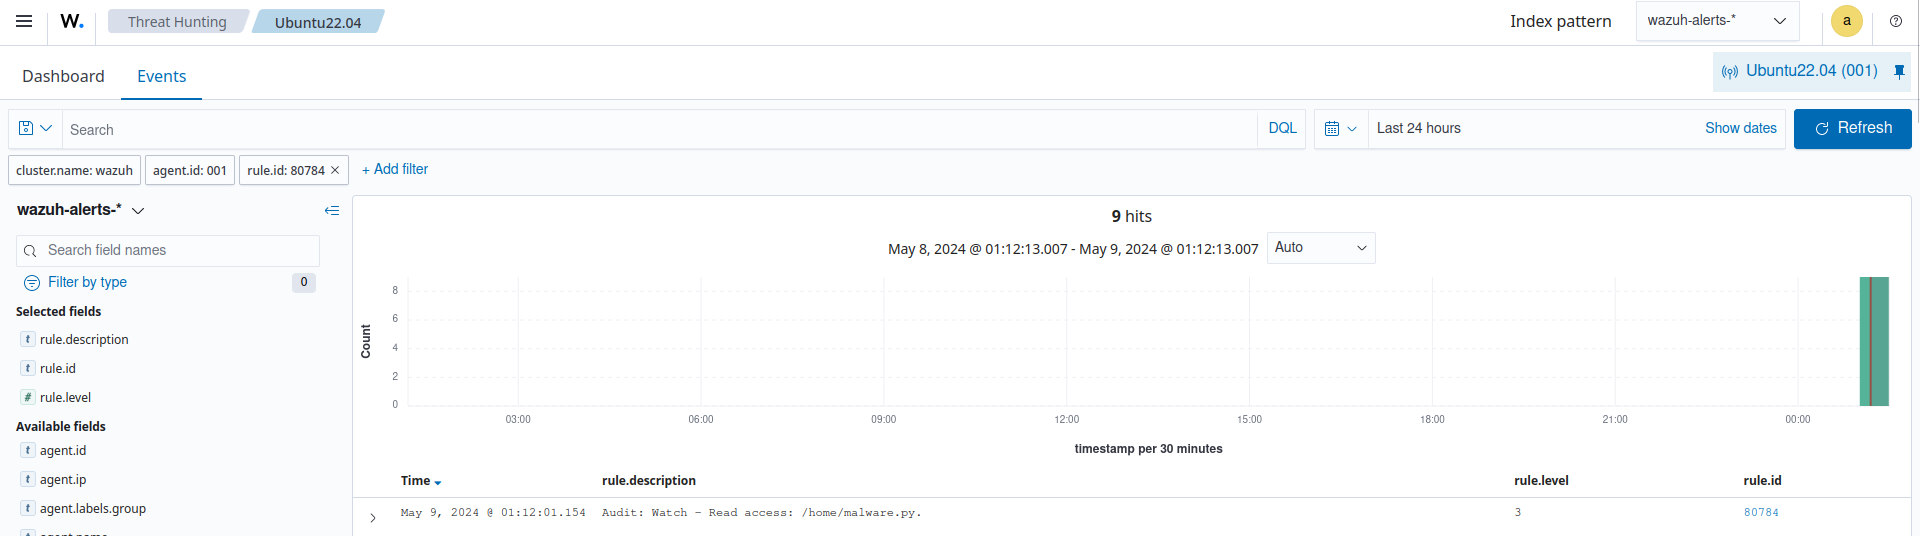 W.
Threat Hunting
Ubuntu22.04
Index pattern
wazuh-alerts-*
a
Dashboard
Events
Ubuntu22.04 (001)
Search
DQL
Last 24 hours
Show dates
Refresh
cluster.name: wazuh
agent.id: 001
rule.id: 80784 ×
+ Add filter
wazuh-alerts-*
Search field names
Filter by type
0
Selected fields
t rule.description
t rule.id
# rule.level
Available fields
t agent.id
t agent.ip
t agent.labels.group
agent.name
9 hits
May 8, 2024 @ 01:12:13.007 - May 9, 2024 @ 01:12:13.007
Auto
Count
8
6
4
2
0
03:00 06:00 09:00 12:00 15:00 18:00 21:00 00:00
timestamp per 30 minutes
Time rule.description rule.level rule.id
May 9, 2024 @ 01:12:01.154 Audit: Watch - Read access: /home/malware.py. 3 80784